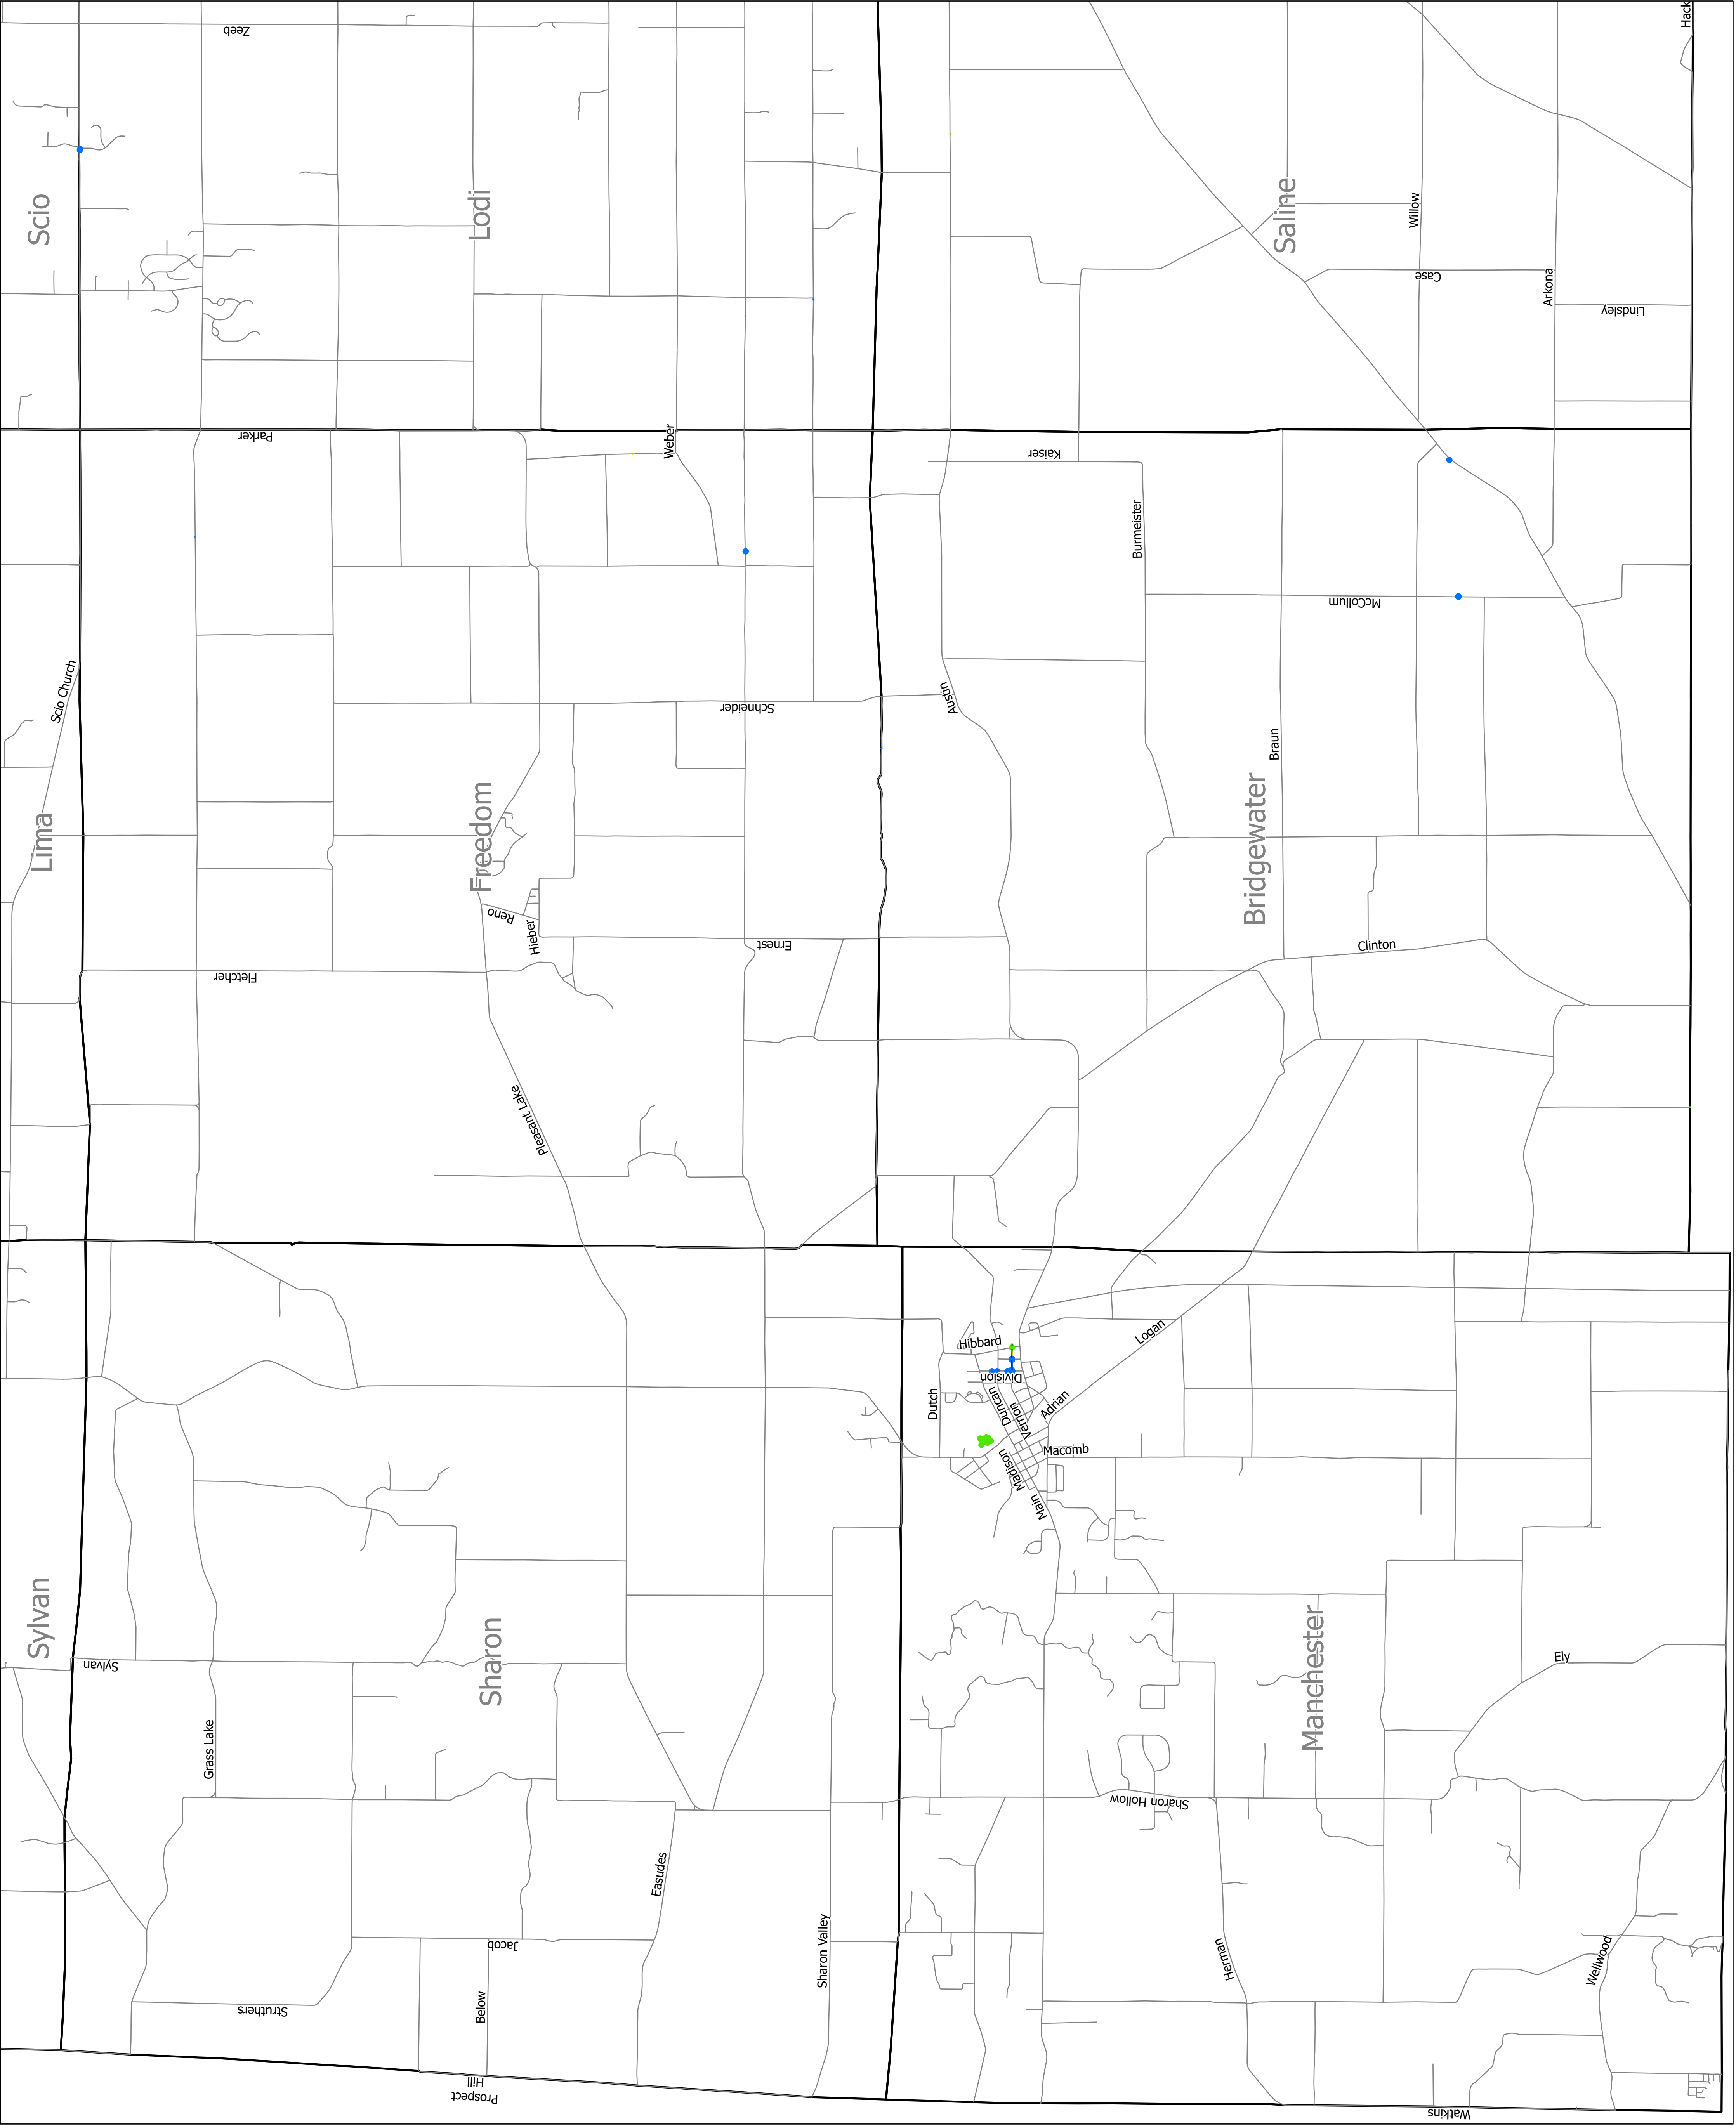 Zeeb
Hack
Scio
Lodi
Saline
Willow
Case
Arkona
Lindsley
Parker
Weber
Kaiser
Burmeister
McCollum
Scio Church
Austin
Schneider
Braun
Lima
Freedom
Bridgewater
Reno
Hieber
Ernest
Clinton
Fletcher
Pleasant Lake
Hibbard
Logan
Division
Dutch
Duncan
Vernon
Adrian
Macomb
Madison
Main
Sylvan
Sharon
Manchester
Sylvan
Ely
Grass Lake
Sharon Hollow
Easudes
Sharon Valley
Jacob
Herman
Wellwood
Struthers
Below
Prospect
Hill
Watkins